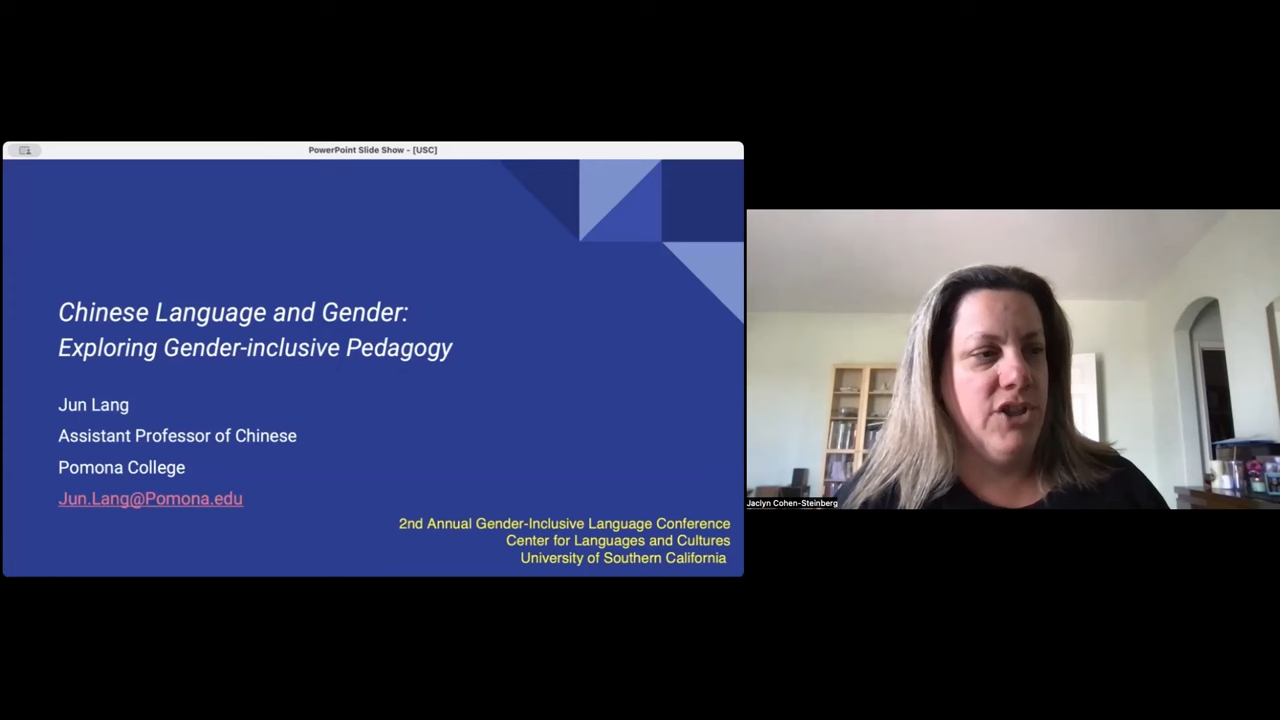 PowerPoint Slide Show - [USC]
Chinese Language and Gender:
Exploring Gender-inclusive Pedagogy
Jun Lang
Assistant Professor of Chinese
Pomona College
Jun.Lang@Pomona.edu
2nd Annual Gender-Inclusive Language Conference
Center for Languages and Cultures
University of Southern California
Jaclyn Cohen-Steinberg